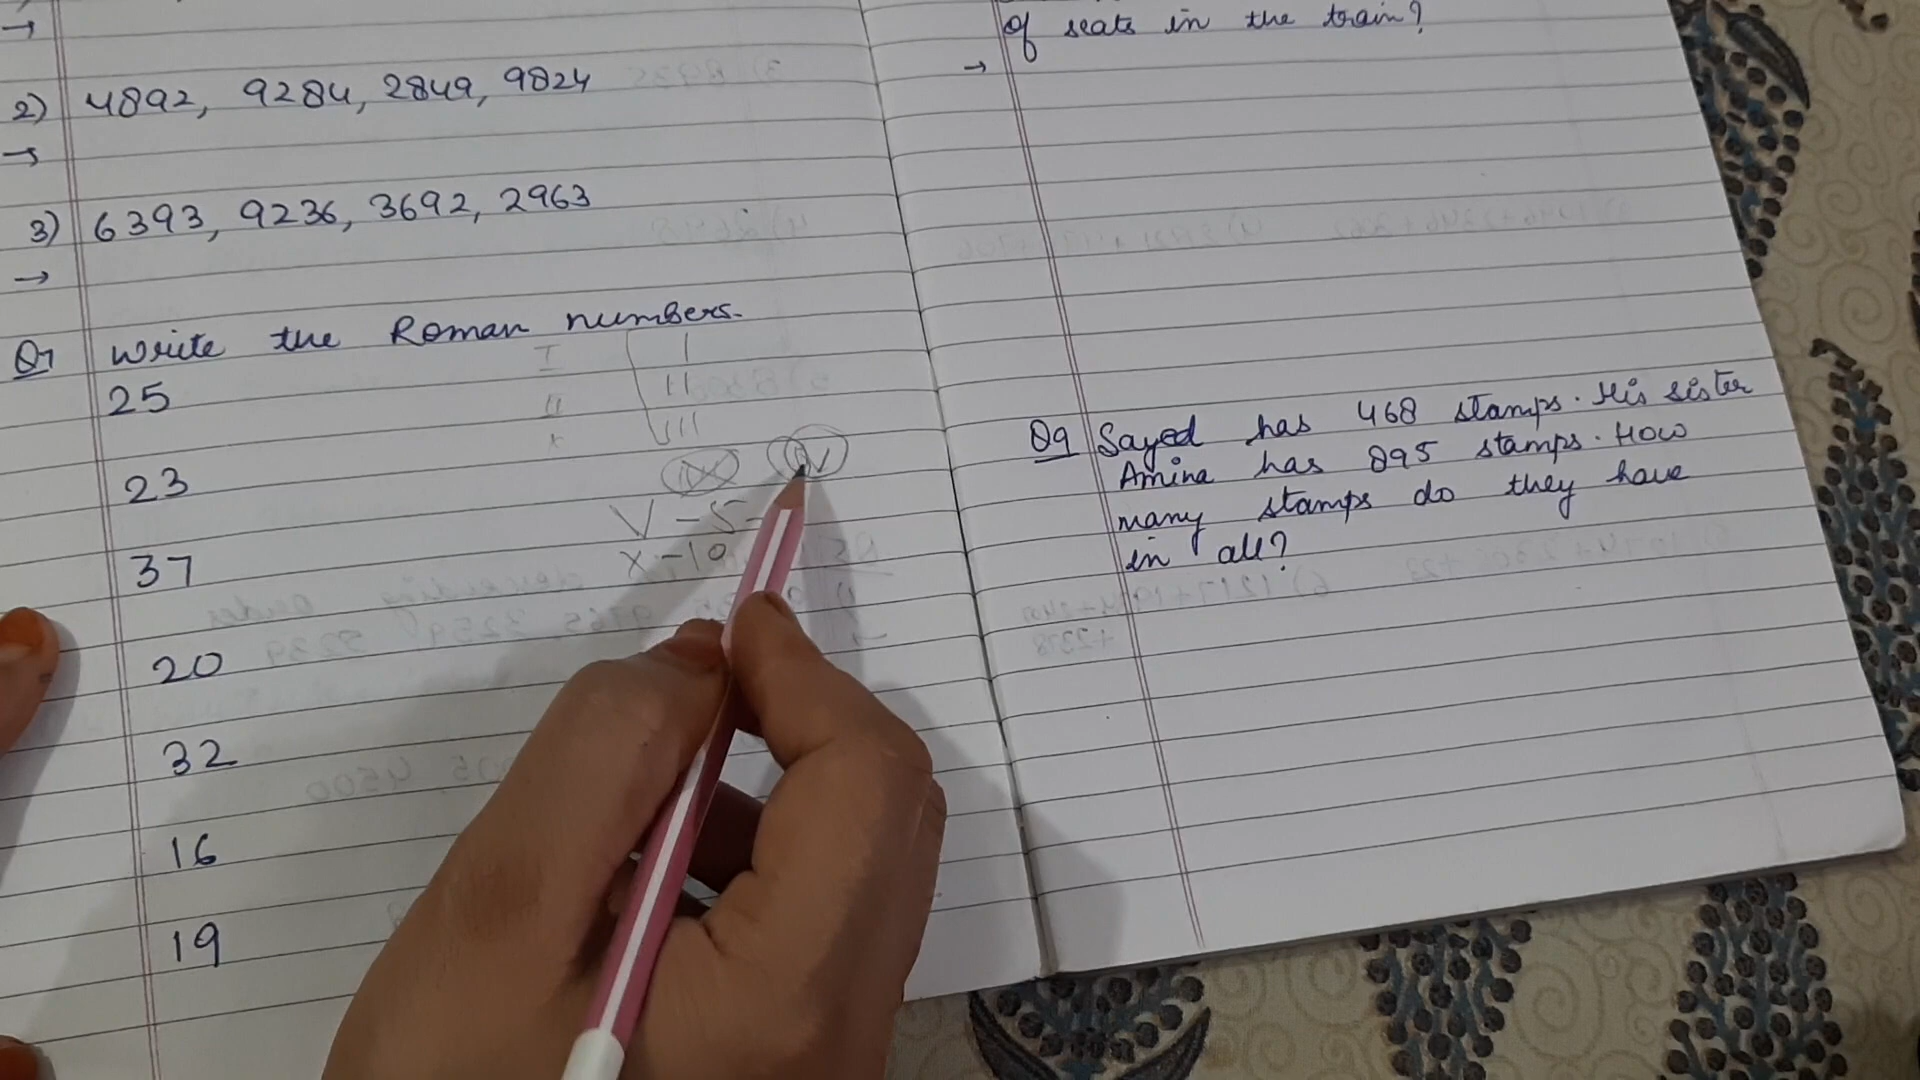 →
2) 4892, 9284, 2849, 9824
→
3) 6393, 9236, 3692, 2963
→
Q7 Write the Roman numbers.
25
23
37
20
32
16
19
I
II
I
II
III
IV
V - 5
X - 10
of seats in the train?
→
Q9 Sayed has 468 stamps. His sister
Amina has 895 stamps. How
many stamps do they have
in all?